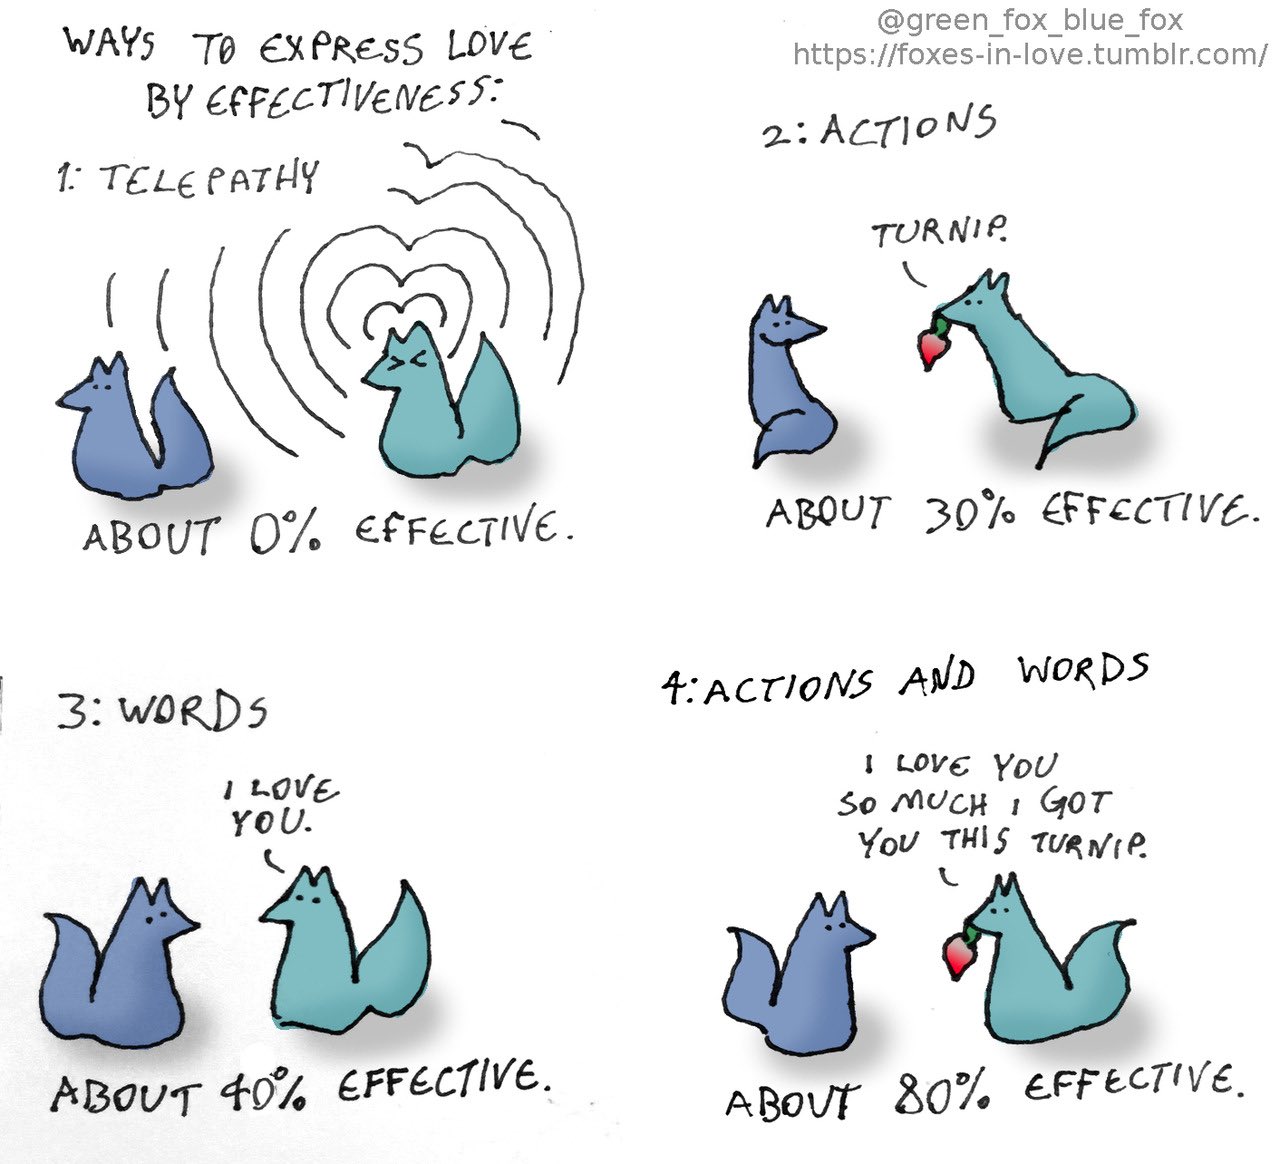 @green_fox_blue_fox
https://foxes-in-love.tumblr.com/
WAYS TO EXPRESS LOVE
BY EFFECTIVENESS:
1: TELEPATHY
ABOUT 0% EFFECTIVE.
2: ACTIONS
TURNIP.
ABOUT 30% EFFECTIVE.
3: WORDS
I LOVE
YOU.
ABOUT 40% EFFECTIVE.
4: ACTIONS AND WORDS
I LOVE YOU
SO MUCH I GOT
YOU THIS TURNIP.
ABOUT 80% EFFECTIVE.